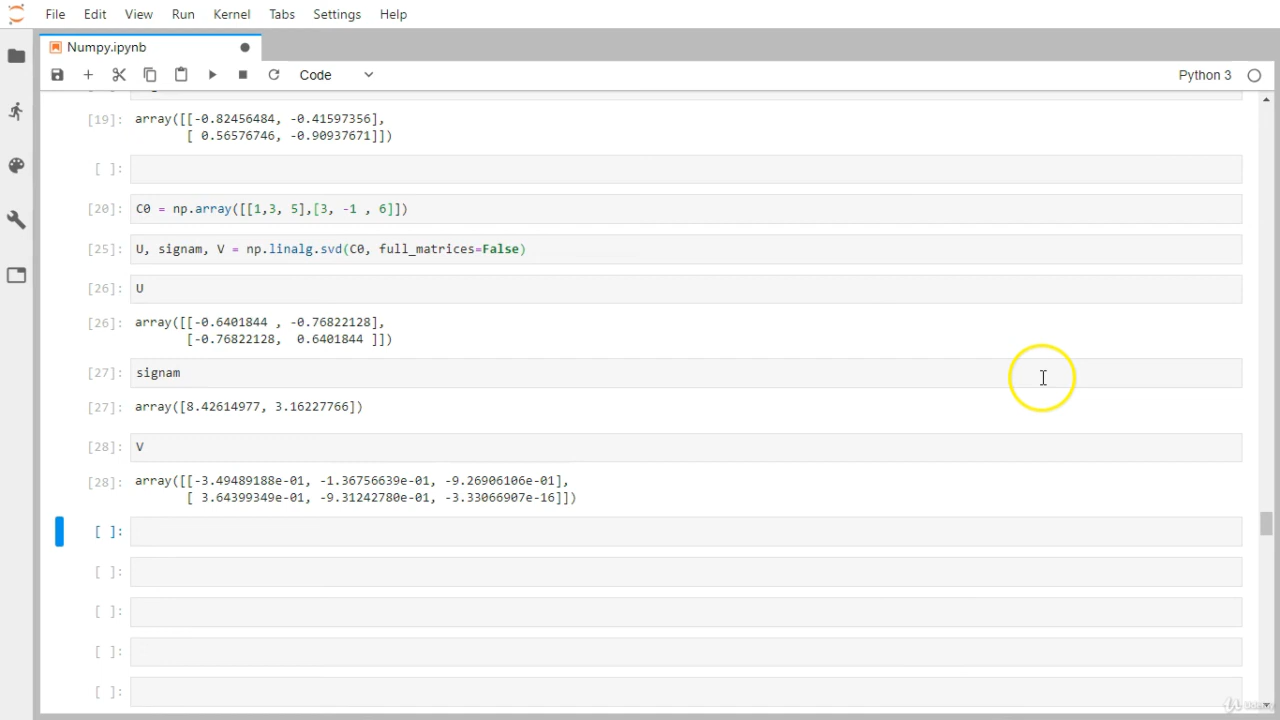 File Edit View Run Kernel Tabs Settings Help
Numpy.ipynb
Code Python 3
[19]: array([[-0.82456484, -0.41597356],
[ 0.56576746, -0.90937671]])
[ ]:
[20]: C0 = np.array([[1,3, 5],[3, -1 , 6]])
[25]: U, signam, V = np.linalg.svd(C0, full_matrices=False)
[26]: U
[26]: array([[-0.6401844 , -0.76822128],
[-0.76822128, 0.6401844 ]])
[27]: signam
[27]: array([8.42614977, 3.16227766])
[28]: V
[28]: array([[-3.49489188e-01, -1.36756639e-01, -9.26906106e-01],
[ 3.64399349e-01, -9.31242780e-01, -3.33066907e-16]])
[ ]:
[ ]:
[ ]:
[ ]:
[ ]: